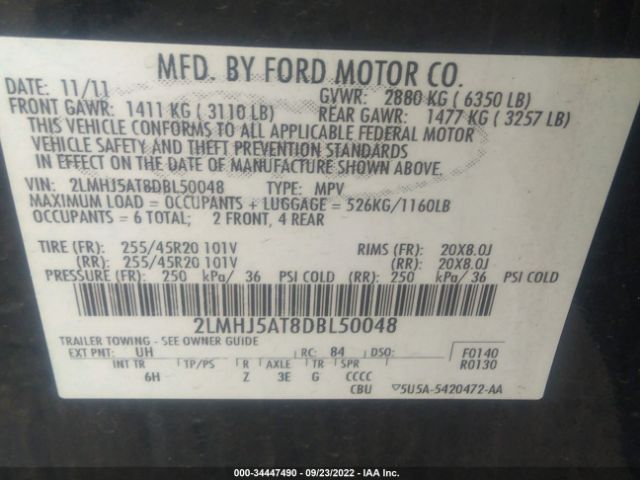 MFD. BY FORD MOTOR CO.
DATE: 11/11 GVWR: 2880 KG ( 6350 LB)
FRONT GAWR: 1411 KG ( 3110 LB) REAR GAWR: 1477 KG ( 3257 LB)
THIS VEHICLE CONFORMS TO ALL APPLICABLE FEDERAL MOTOR
VEHICLE SAFETY AND THEFT PREVENTION STANDARDS
IN EFFECT ON THE DATE OF MANUFACTURE SHOWN ABOVE.
VIN: 2LMHJ5AT8DBL50048 TYPE: MPV
MAXIMUM LOAD = OCCUPANTS + LUGGAGE = 526KG/1160LB
OCCUPANTS = 6 TOTAL; 2 FRONT, 4 REAR
TIRE (FR): 255/45R20 101V RIMS (FR): 20X8.0J
(RR): 255/45R20 101V (RR): 20X8.0J
PRESSURE (FR): 250 kPa/ 36 PSI COLD (RR): 250 kPa/ 36 PSI COLD
2LMHJ5AT8DBL50048
TRAILER TOWING - SEE OWNER GUIDE
EXT PNT: UH RC: 84 DSO: F0140
R0130
INT TR TP/PS R AXLE TR SPR
6H Z 3E G CCCC
CBU ▽5U5A-5420472-AA
000-34447490 - 09/23/2022 - IAA Inc.